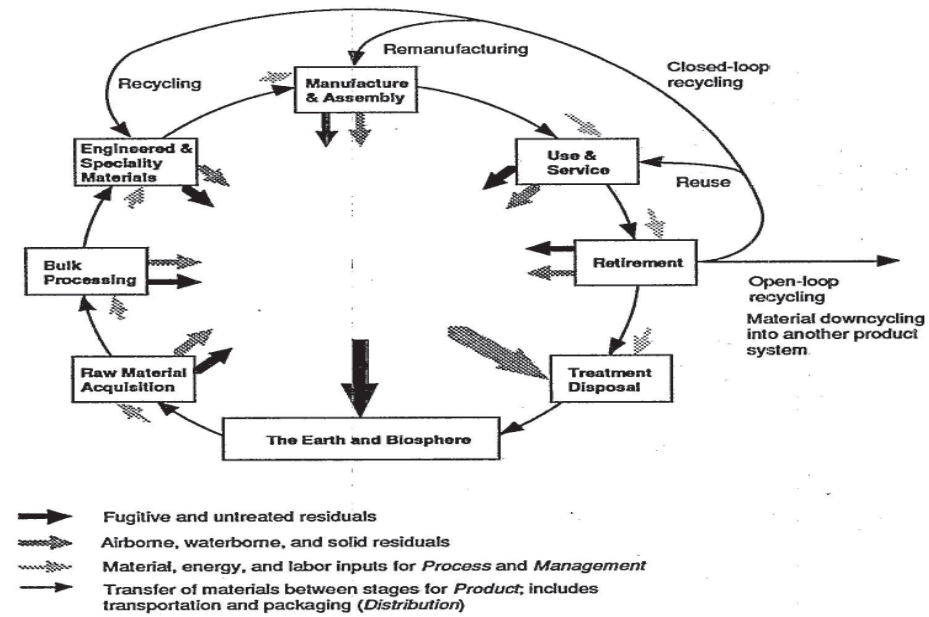 Remanufacturing
Closed-loop
recycling
Recycling
Manufacture
& Assembly
Engineered &
Speciality
Materials
Use &
Service
Reuse
Bulk
Processing
Retirement
Open-loop
recycling
Material downcycling
into another product
system
Raw Material
Acquisition
Treatment
Disposal
The Earth and Biosphere
Fugitive and untreated residuals
Airborne, waterborne, and solid residuals
Material, energy, and labor inputs for Process and Management
Transfer of materials between stages for Product; includes
transportation and packaging (Distribution)